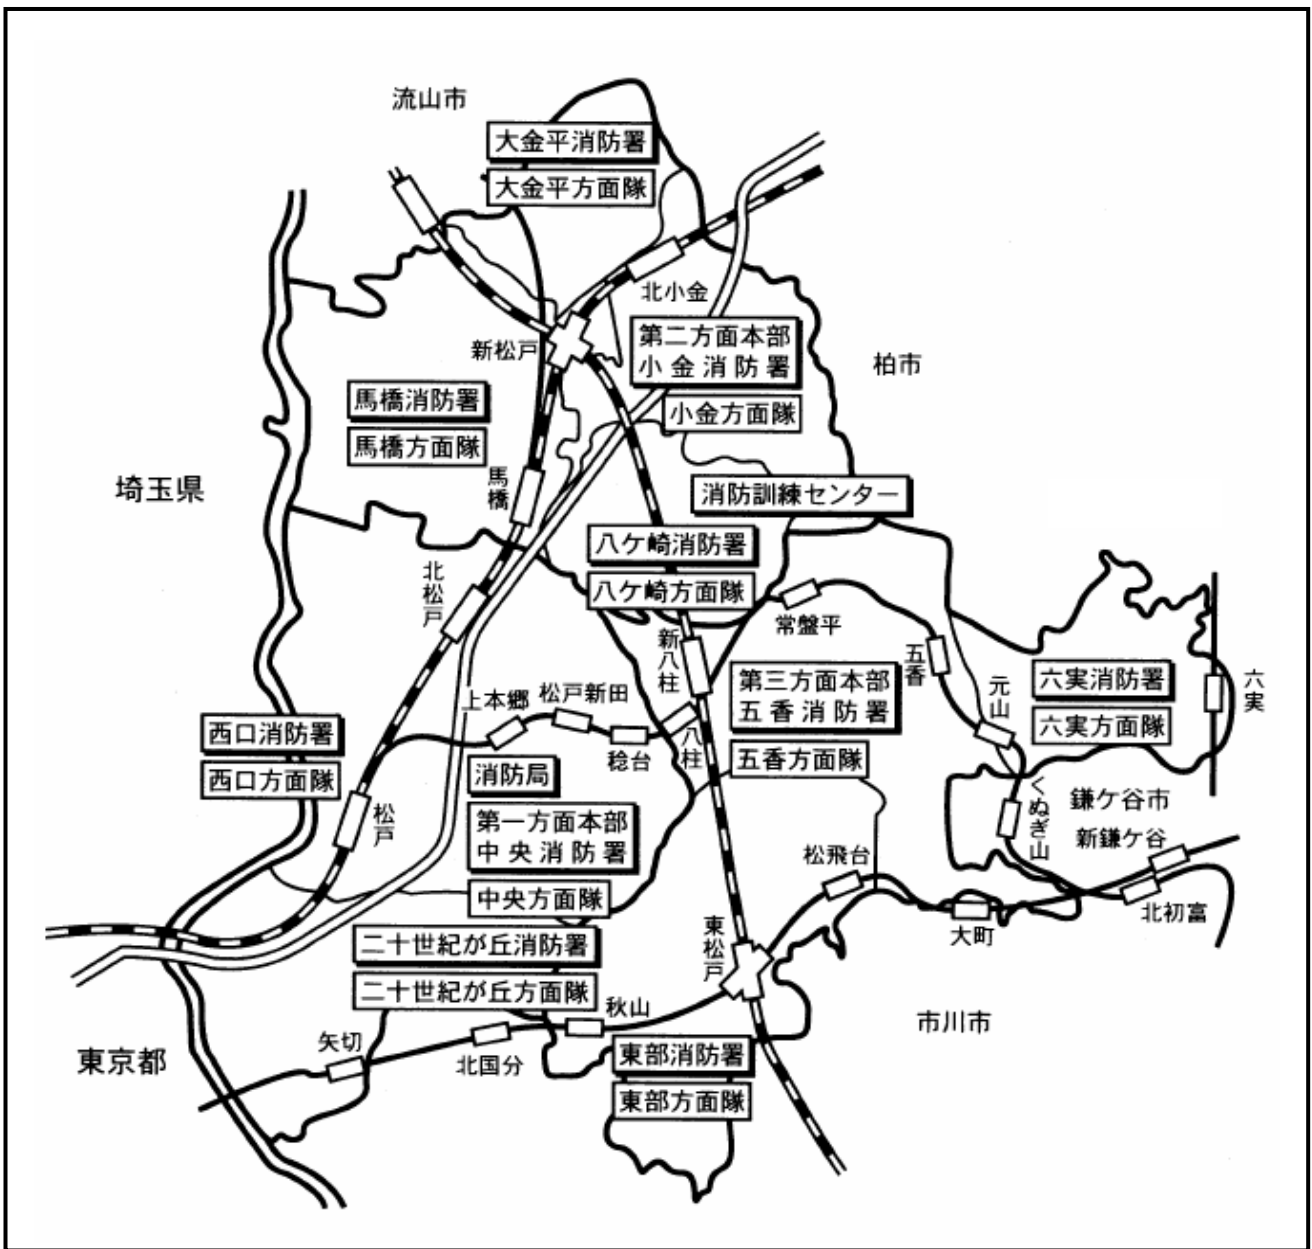 流山市
大金平消防署
大金平方面隊
北小金
新松戸
第二方面本部
小金消防署
小金方面隊
柏市
馬橋消防署
馬橋方面隊
馬橋
埼玉県
消防訓練センター
八ケ崎消防署
八ケ崎方面隊
北松戸
常盤平
新八柱
五香
元山
六実消防署
六実方面隊
六実
第三方面本部
五香消防署
五香方面隊
上本郷
松戸新田
稔台
八柱
西口消防署
西口方面隊
消防局
松戸
第一方面本部
中央消防署
中央方面隊
くぬぎ山
鎌ケ谷市
新鎌ケ谷
北初富
松飛台
大町
東松戸
二十世紀が丘消防署
二十世紀が丘方面隊
秋山
北国分
矢切
市川市
東京都
東部消防署
東部方面隊